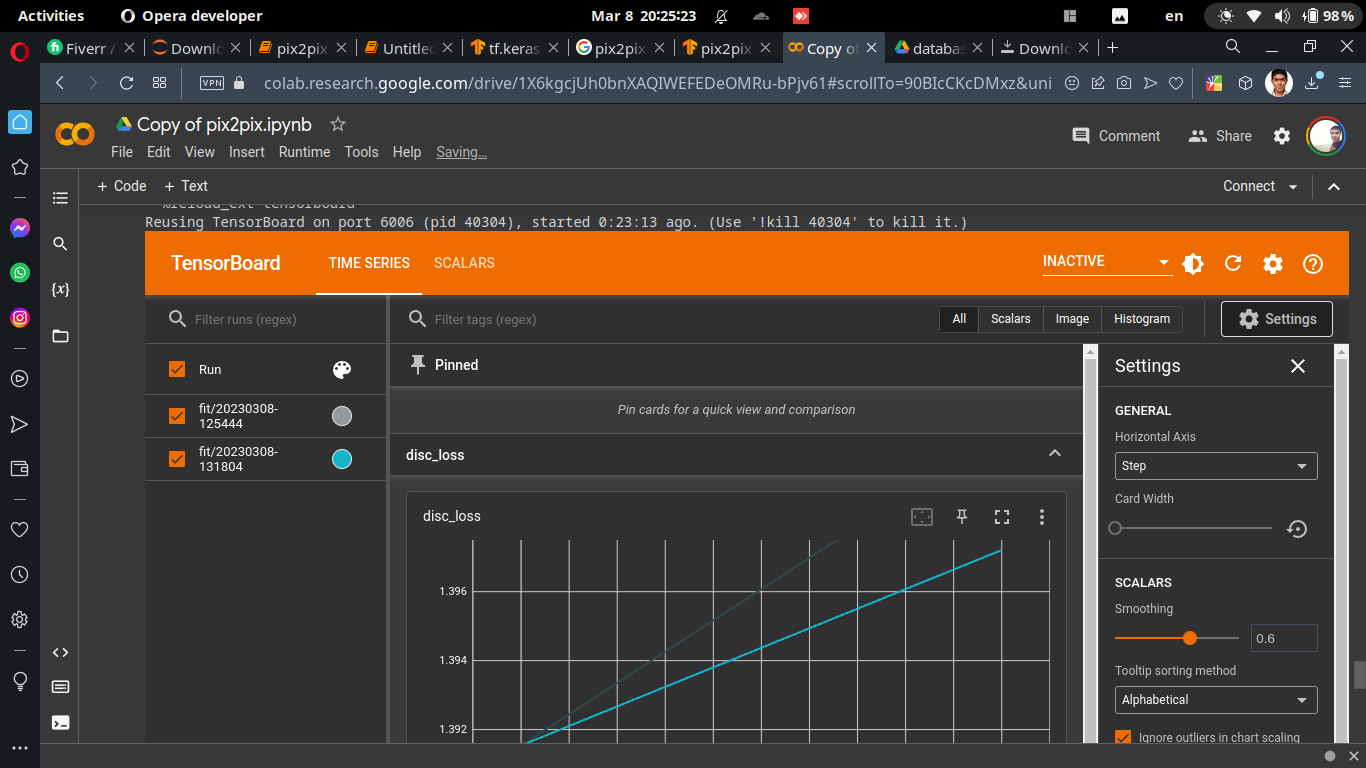 Activities
Opera developer
Mar 8 20:25:23
en
98 %
Fiverr /
Downlo
pix2pix
Untitled
tf.keras
pix2pix
pix2pix
Copy of
databas
Downlo
VPN
colab.research.google.com/drive/1X6kgcjUh0bnXAQIWEFEDeOMRu-bPjv61#scrollTo=90BIcCKcDMxz&uni
Copy of pix2pix.ipynb
Comment
Share
File Edit View Insert Runtime Tools Help Saving...
+ Code + Text
Connect
%reload_ext tensorboard
Reusing TensorBoard on port 6006 (pid 40304), started 0:23:13 ago. (Use '!kill 40304' to kill it.)
TensorBoard
TIME SERIES
SCALARS
INACTIVE
Filter runs (regex)
Filter tags (regex)
All
Scalars
Image
Histogram
Settings
Run
fit/20230308-
125444
fit/20230308-
131804
Pinned
Pin cards for a quick view and comparison
disc_loss
disc_loss
1.396
1.394
1.392
Settings
GENERAL
Horizontal Axis
Step
Card Width
SCALARS
Smoothing
0.6
Tooltip sorting method
Alphabetical
Ignore outliers in chart scaling